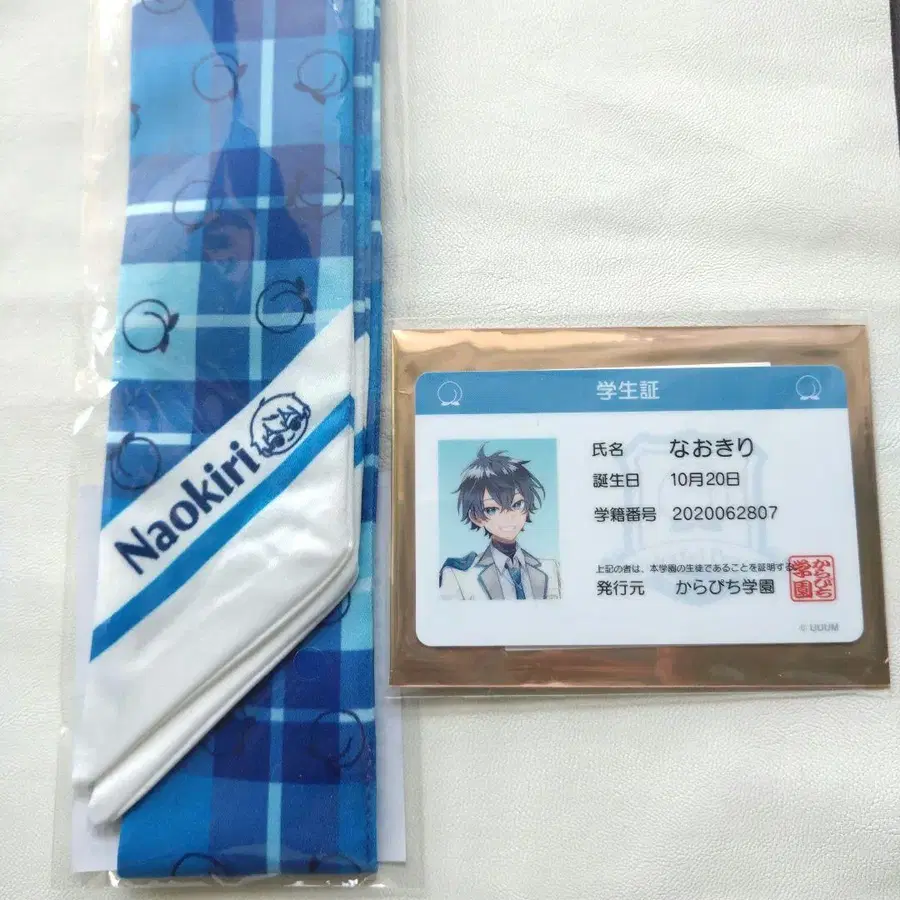 Naokiri
学生証
氏名 なおきり
誕生日 10月20日
学籍番号 2020062807
上記の者は、本学園の生徒であることを証明する
発行元 からぴち学園
からぴち
学園
© UUUM